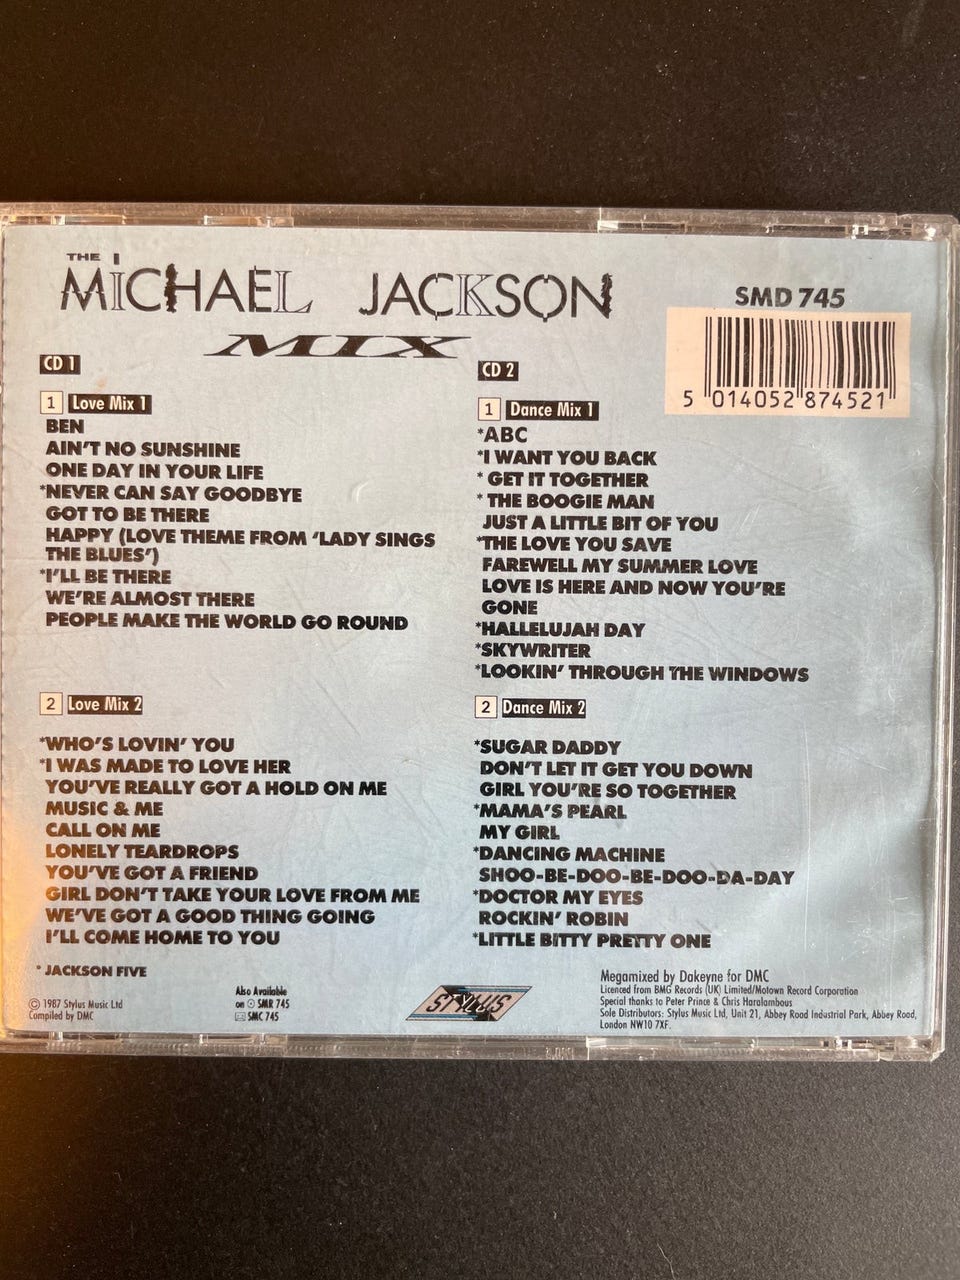 THE
MICHAEL JACKSON
MIX
SMD 745
5 014052 874521
CD 1
1 Love Mix 1
BEN
AIN'T NO SUNSHINE
ONE DAY IN YOUR LIFE
*NEVER CAN SAY GOODBYE
GOT TO BE THERE
HAPPY (LOVE THEME FROM 'LADY SINGS
THE BLUES')
*I'LL BE THERE
WE'RE ALMOST THERE
PEOPLE MAKE THE WORLD GO ROUND
2 Love Mix 2
*WHO'S LOVIN' YOU
*I WAS MADE TO LOVE HER
YOU'VE REALLY GOT A HOLD ON ME
MUSIC & ME
CALL ON ME
LONELY TEARDROPS
YOU'VE GOT A FRIEND
GIRL DON'T TAKE YOUR LOVE FROM ME
WE'VE GOT A GOOD THING GOING
I'LL COME HOME TO YOU
CD 2
1 Dance Mix 1
*ABC
*I WANT YOU BACK
* GET IT TOGETHER
* THE BOOGIE MAN
JUST A LITTLE BIT OF YOU
*THE LOVE YOU SAVE
FAREWELL MY SUMMER LOVE
LOVE IS HERE AND NOW YOU'RE
GONE
*HALLELUJAH DAY
*SKYWRITER
*LOOKIN' THROUGH THE WINDOWS
2 Dance Mix 2
*SUGAR DADDY
DON'T LET IT GET YOU DOWN
GIRL YOU'RE SO TOGETHER
*MAMA'S PEARL
MY GIRL
*DANCING MACHINE
SHOO-BE-DOO-BE-DOO-DA-DAY
*DOCTOR MY EYES
ROCKIN' ROBIN
*LITTLE BITTY PRETTY ONE
* JACKSON FIVE
© 1987 Stylus Music Ltd
Compiled by DMC
Also Available
on SMR 745
SMC 745
STYLUS
Megamixed by Dakeyne for DMC
Licenced from BMG Records (UK) Limited/Motown Record Corporation
Special thanks to Peter Prince & Chris Haralambous
Sole Distributors: Stylus Music Ltd, Unit 21, Abbey Road Industrial Park, Abbey Road,
London NW10 7XF.